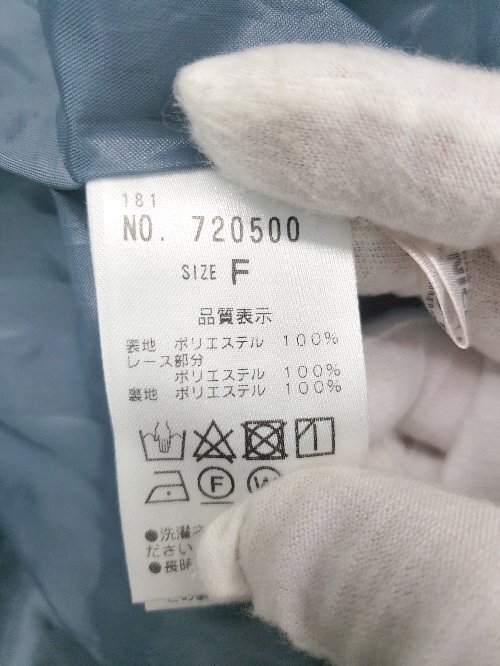 181
NO. 720500
SIZE F
品質表示
表地 ポリエステル 100%
レース部分
ポリエステル 100%
裏地 ポリエステル 100%
F
W
●洗濯
ださい
●長時